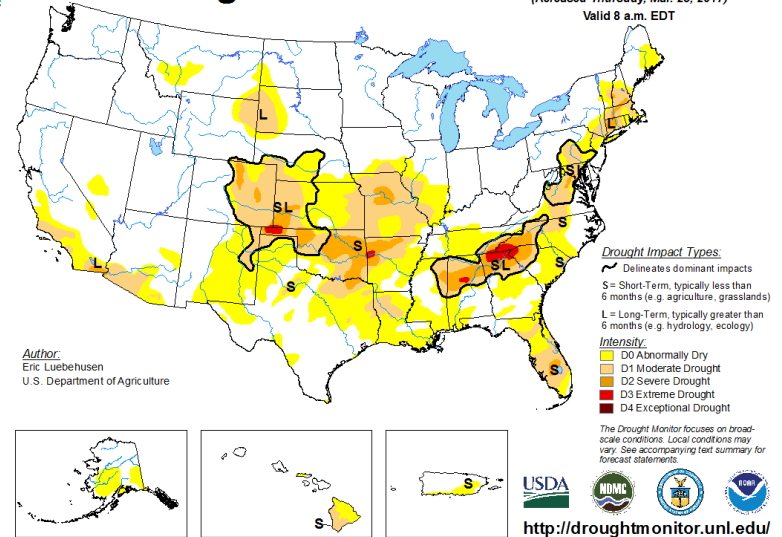 Valid 8 a.m. EDT
L
S L
S
S
L
S L
S
S
S L
L
S
S
S
S
Drought Impact Types:
Delineates dominant impacts
S = Short-Term, typically less than
6 months (e.g. agriculture, grasslands)
L = Long-Term, typically greater than
6 months (e.g. hydrology, ecology)
Intensity:
D0 Abnormally Dry
D1 Moderate Drought
D2 Severe Drought
D3 Extreme Drought
D4 Exceptional Drought
Author:
Eric Luebehusen
U.S. Department of Agriculture
The Drought Monitor focuses on broad-
scale conditions. Local conditions may
vary. See accompanying text summary for
forecast statements.
USDA
NDMC
NOAA
http://droughtmonitor.unl.edu/